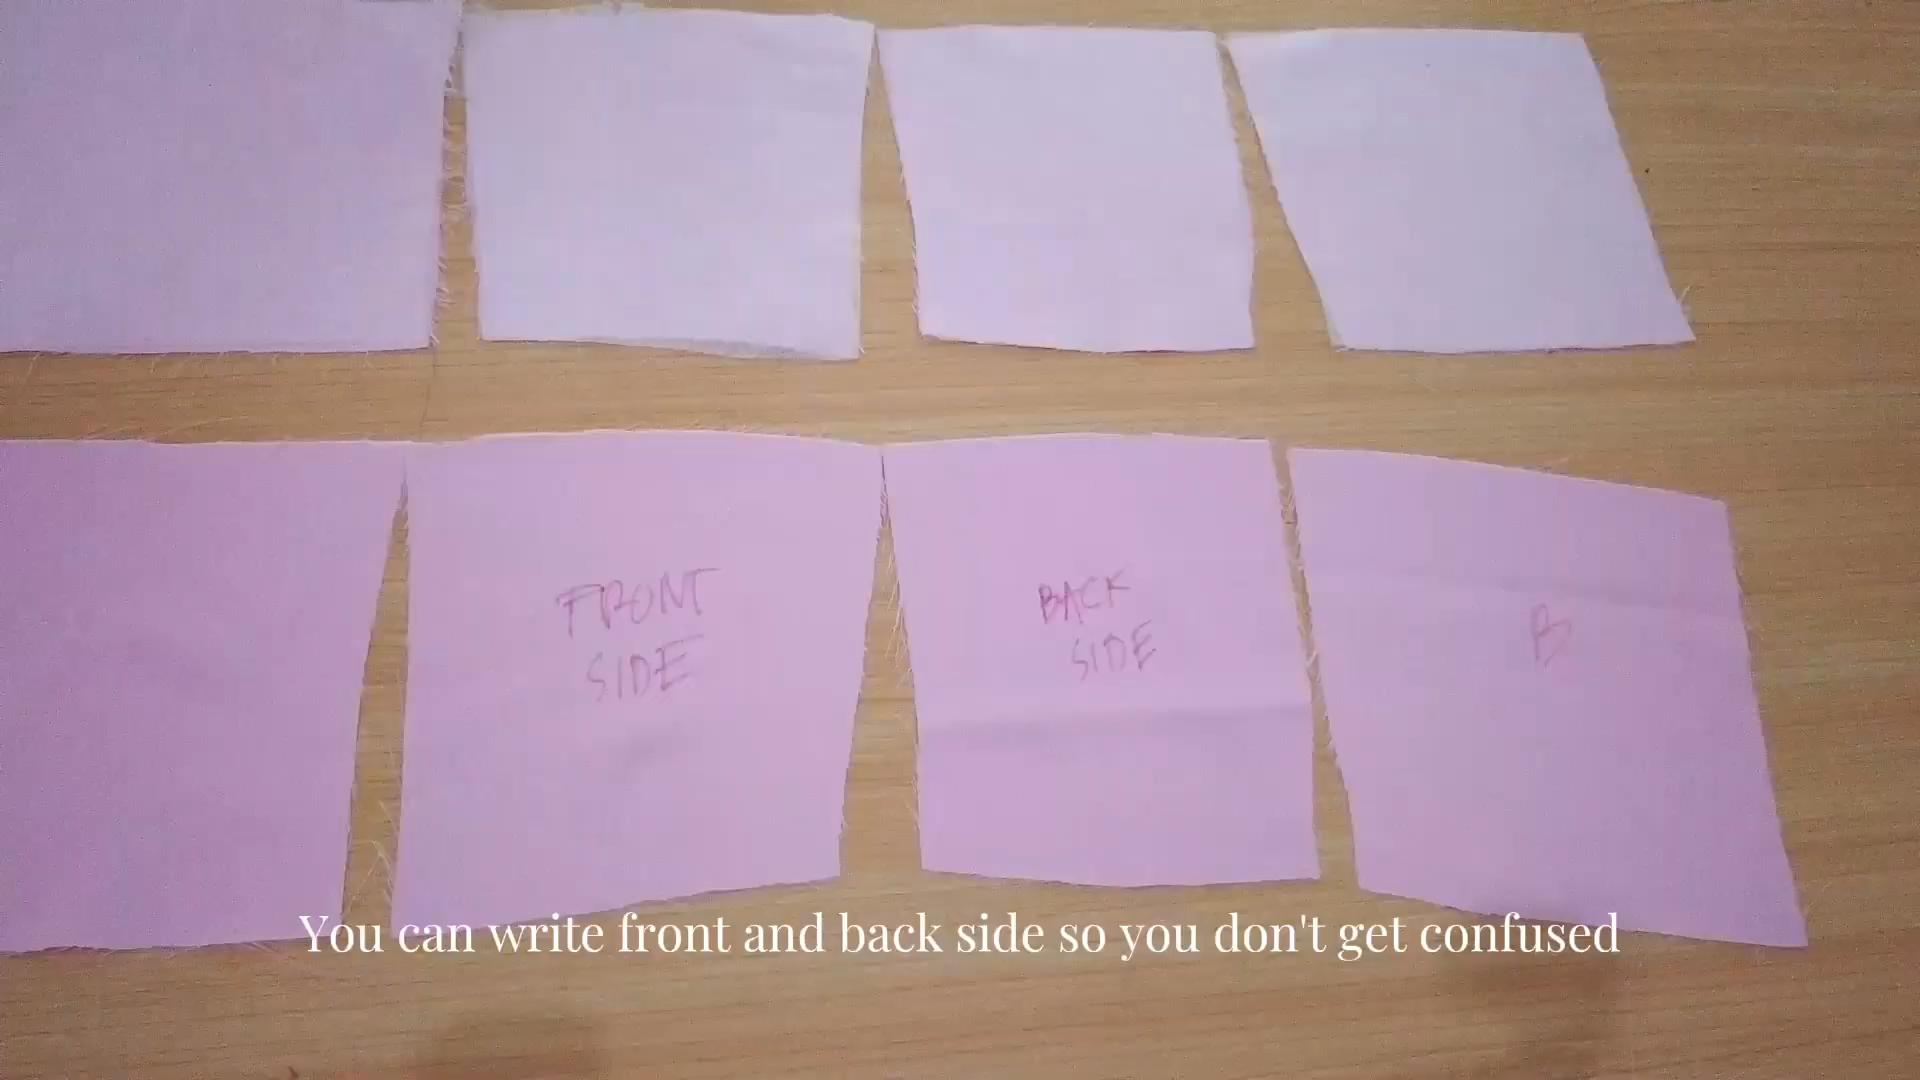 FRONT
SIDE
BACK
SIDE
B
You can write front and back side so you don't get confused